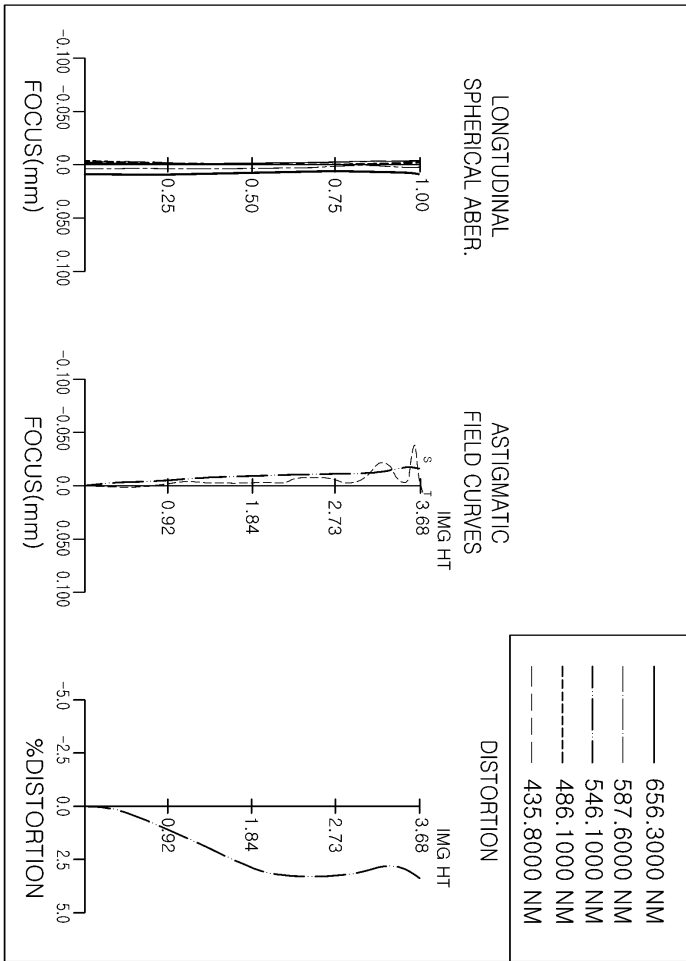 656.3000 NM
587.6000 NM
546.1000 NM
486.1000 NM
435.8000 NM
LONGTUDINAL
SPHERICAL ABER.
1.00
0.75
0.50
0.25
-0.100
-0.050
0.0
0.050
0.100
FOCUS(mm)
ASTIGMATIC
FIELD CURVES
IMG HT
S
T
3.68
2.73
1.84
0.92
-0.100
-0.050
0.0
0.050
0.100
FOCUS(mm)
DISTORTION
IMG HT
3.68
2.73
1.84
0.92
-5.0
-2.5
0.0
2.5
5.0
%DISTORTION